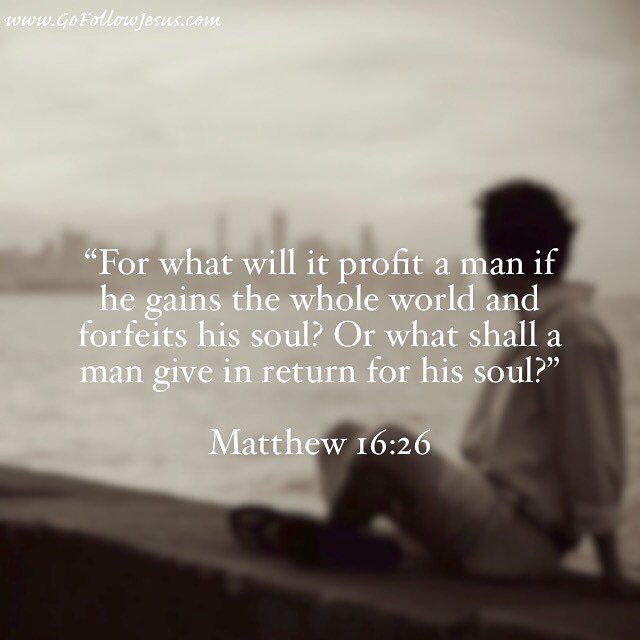 www.GoFollowJesus.com
“For what will it profit a man if
he gains the whole world and
forfeits his soul? Or what shall a
man give in return for his soul?”
Matthew 16:26